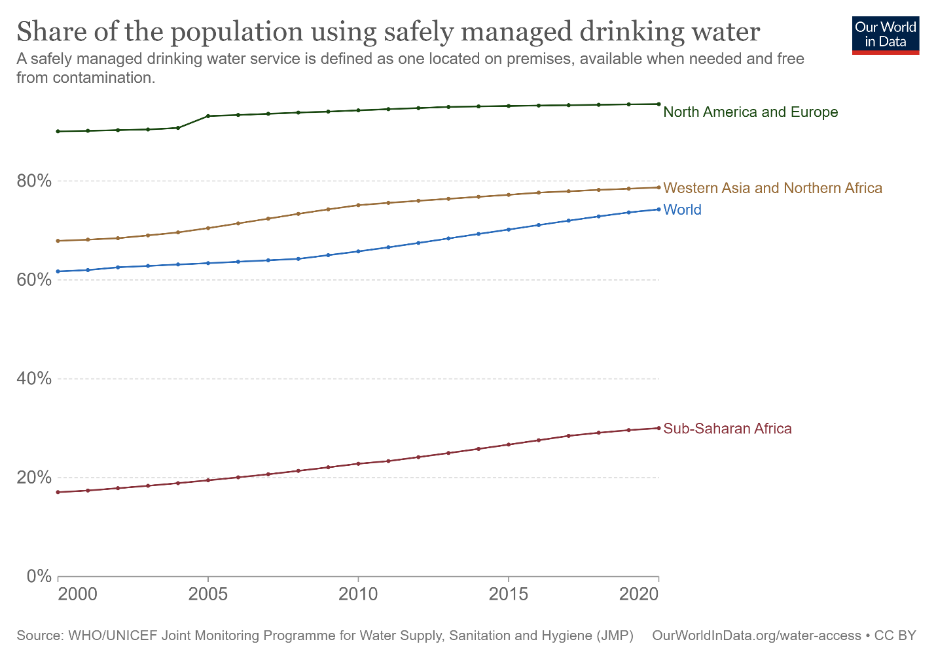 Share of the population using safely managed drinking water
Our World
in Data
A safely managed drinking water service is defined as one located on premises, available when needed and free
from contamination.
North America and Europe
80%
Western Asia and Northern Africa
World
60%
40%
Sub-Saharan Africa
20%
0%
2000 2005 2010 2015 2020
Source: WHO/UNICEF Joint Monitoring Programme for Water Supply, Sanitation and Hygiene (JMP) OurWorldInData.org/water-access • CC BY